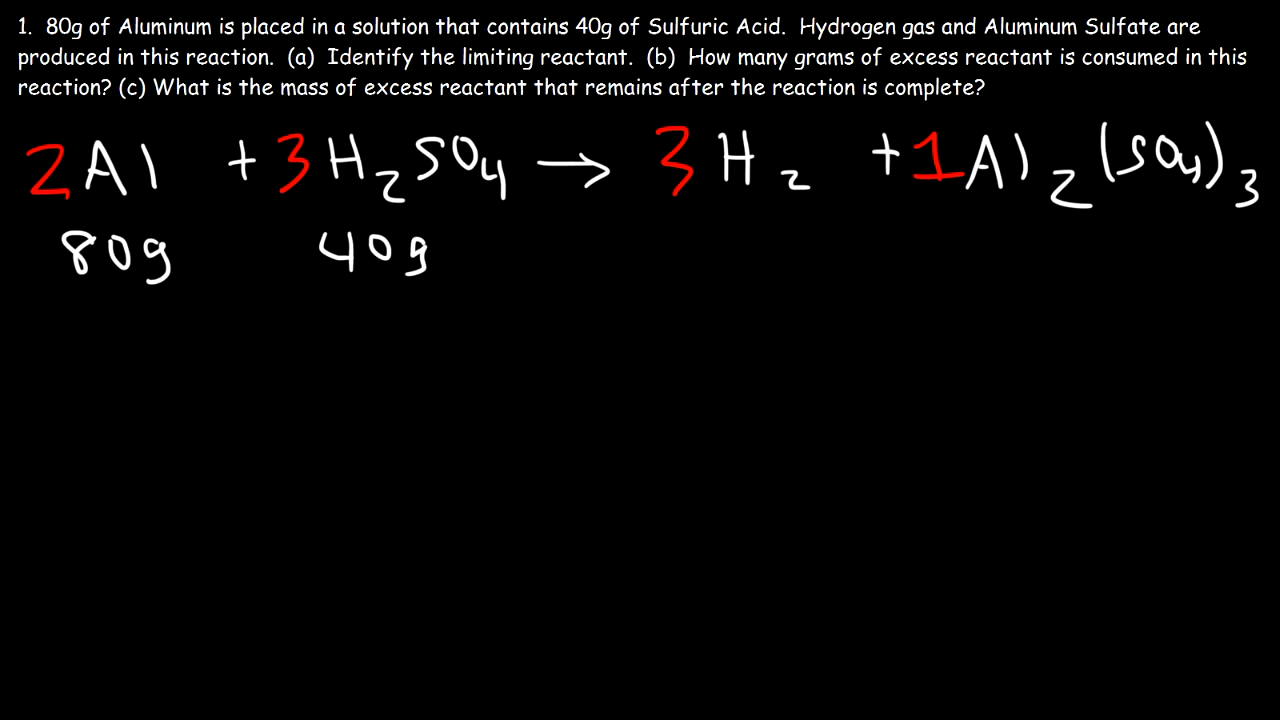 1. 80g of Aluminum is placed in a solution that contains 40g of Sulfuric Acid. Hydrogen gas and Aluminum Sulfate are
produced in this reaction. (a) Identify the limiting reactant. (b) How many grams of excess reactant is consumed in this
reaction? (c) What is the mass of excess reactant that remains after the reaction is complete?
2Al + 3H₂SO₄ → 3H₂ + 1Al₂(SO₄)₃
80g 40g